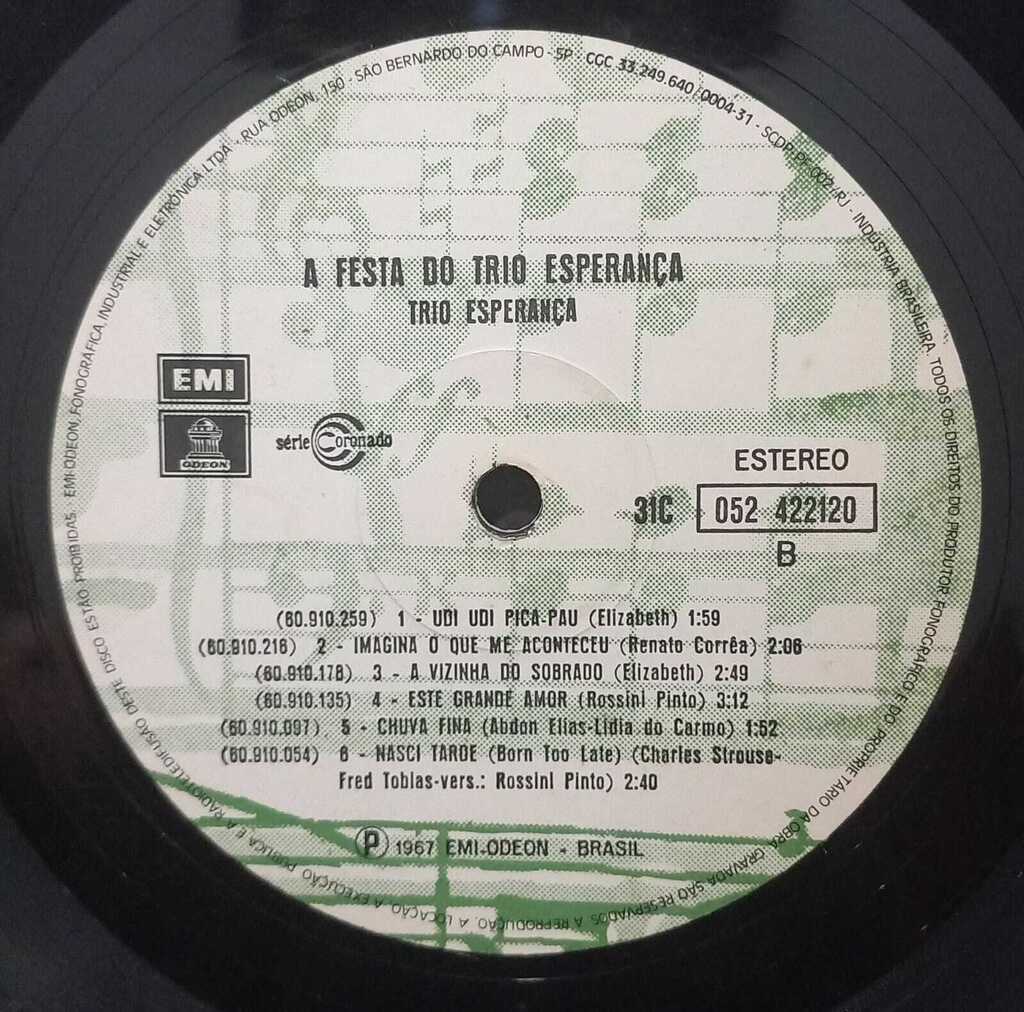 EMI-ODEON, FONOGRÁFICA, INDUSTRIAL E ELETRÔNICA LTDA. - RUA ODEON, 150 - SÃO BERNARDO DO CAMPO - SP - CGC 33.249.640/0004-31 - SCDP-PF-002/RJ - INDÚSTRIA BRASILEIRA. TODOS OS DIREITOS DO PRODUTOR FONOGRÁFICO E DO PROPRIETÁRIO DA OBRA GRAVADA SÃO RESERVADOS. A REPRODUÇÃO, A LOCAÇÃO, A EXECUÇÃO PÚBLICA E A RADIOTELEDIFUSÃO DESTE DISCO ESTÃO PROIBIDAS.
A FESTA DO TRIO ESPERANÇA
TRIO ESPERANÇA
EMI
ODEON
série Coronado
ESTEREO
31C 052 422120
B
(60.910.259) 1 - UDI UDI PICA-PAU (Elizabeth) 1:59
(60.910.218) 2 - IMAGINA O QUE ME ACONTECEU (Renato Corrêa) 2:06
(60.910.178) 3 - A VIZINHA DO SOBRADO (Elizabeth) 2:49
(60.910.135) 4 - ESTE GRANDE AMOR (Rossini Pinto) 3:12
(60.910.097) 5 - CHUVA FINA (Abdon Elias-Lidia do Carmo) 1:52
(60.910.054) 6 - NASCI TARDE (Born Too Late) (Charles Strouse-
Fred Tobias-vers.: Rossini Pinto) 2:40
Ⓟ 1967 EMI-ODEON - BRASIL